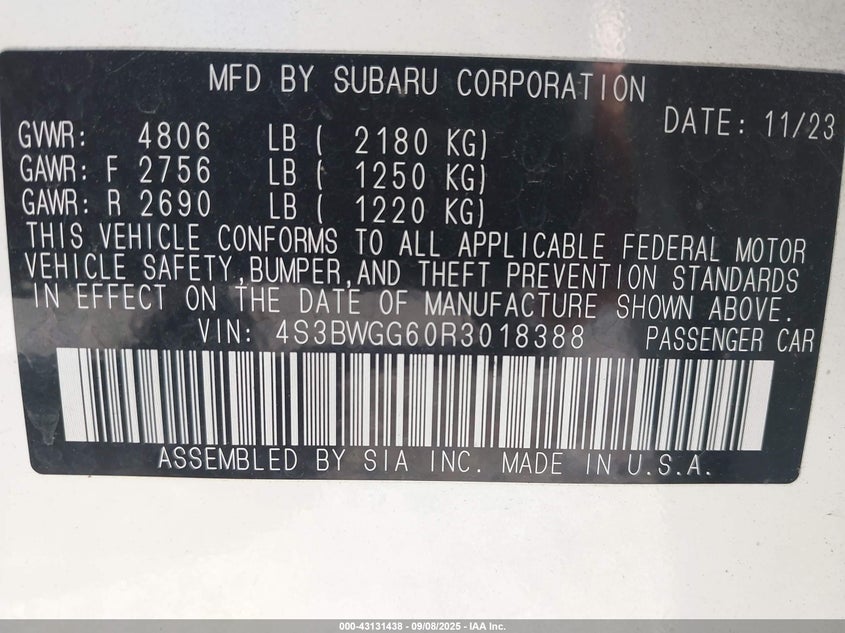 MFD BY SUBARU CORPORATION
DATE: 11/23
GVWR: 4806 LB ( 2180 KG)
GAWR: F 2756 LB ( 1250 KG)
GAWR: R 2690 LB ( 1220 KG)
THIS VEHICLE CONFORMS TO ALL APPLICABLE FEDERAL MOTOR
VEHICLE SAFETY,BUMPER,AND THEFT PREVENTION STANDARDS
IN EFFECT ON THE DATE OF MANUFACTURE SHOWN ABOVE.
VIN: 4S3BWGG60R3018388 PASSENGER CAR
ASSEMBLED BY SIA INC. MADE IN U.S.A.
000-43131438 - 09/08/2025 - IAA Inc.